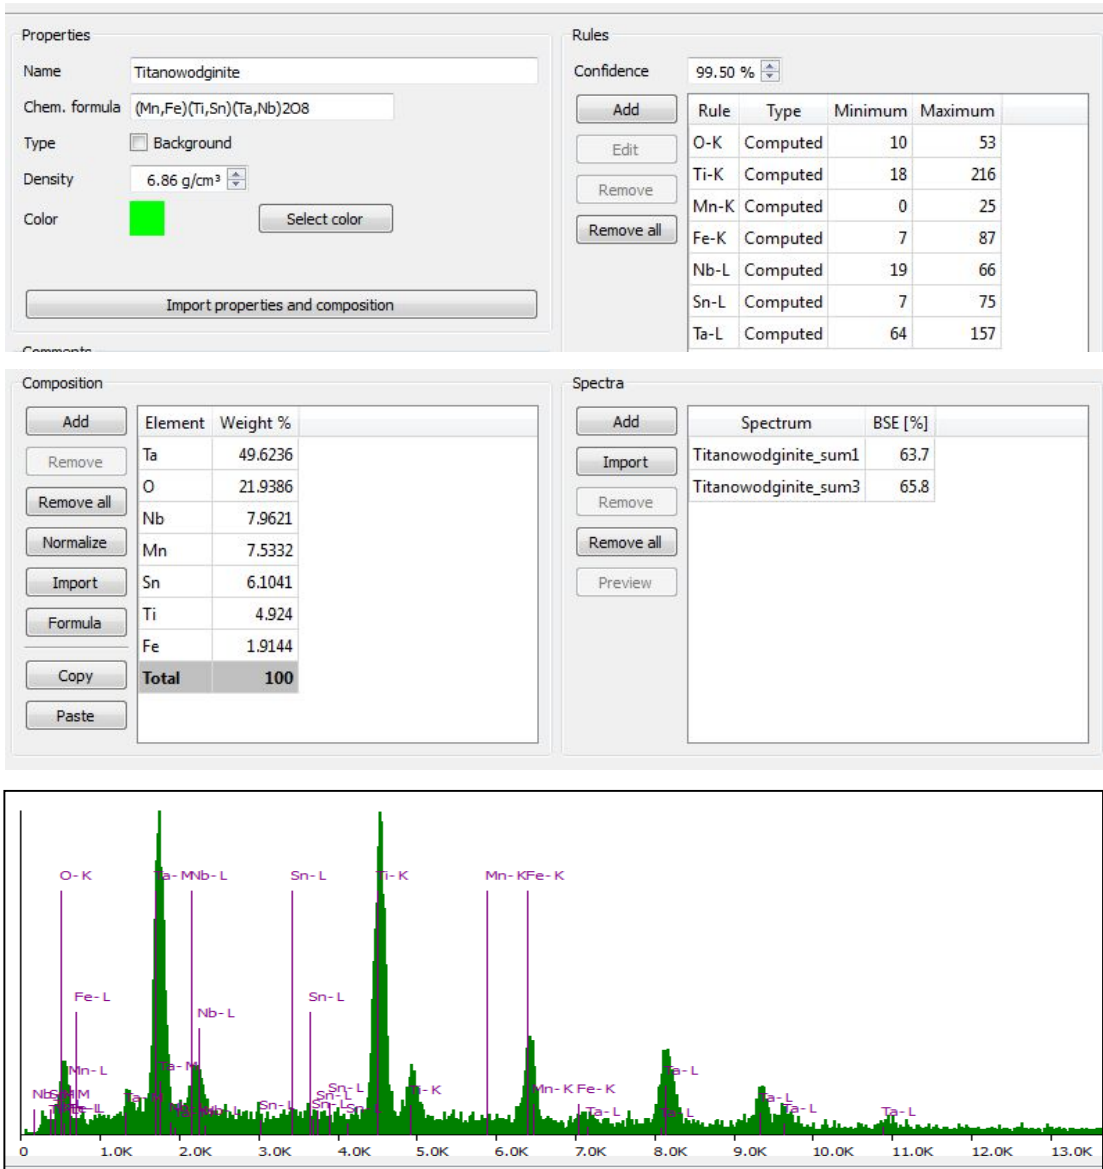 Properties
Name Titanowodginite
Chem. formula (Mn,Fe)(Ti,Sn)(Ta,Nb)2O8
Type Background
Density 6.86 g/cm³
Color Select color
Import properties and composition
Comments
Rules
Confidence 99.50 %
Add
Edit
Remove
Remove all
Rule Type Minimum Maximum
O-K Computed 10 53
Ti-K Computed 18 216
Mn-K Computed 0 25
Fe-K Computed 7 87
Nb-L Computed 19 66
Sn-L Computed 7 75
Ta-L Computed 64 157
Composition
Add
Remove
Remove all
Normalize
Import
Formula
Copy
Paste
Element Weight %
Ta 49.6236
O 21.9386
Nb 7.9621
Mn 7.5332
Sn 6.1041
Ti 4.924
Fe 1.9144
Total 100
Spectra
Add
Import
Remove
Remove all
Preview
Spectrum BSE [%]
Titanowodginite_sum1 63.7
Titanowodginite_sum3 65.8
O-K Ta-M Nb-L Sn-L Ti-K Mn-K Fe-K
Fe-L Sn-L
Nb-L
Mn-L Ta-M Ta-L
Sn-L Ti-K Mn-K Fe-K
Sn-L Ta-L
Sn-L Sn-L Ta-L Ta-L
Ta-L Ta-L
0 1.0K 2.0K 3.0K 4.0K 5.0K 6.0K 7.0K 8.0K 9.0K 10.0K 11.0K 12.0K 13.0K